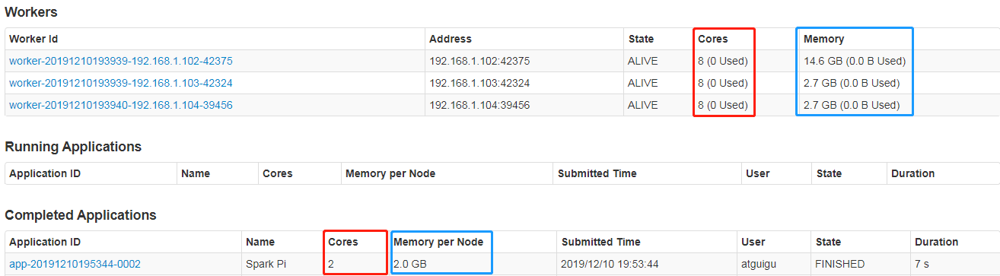 Workers
Worker Id Address State Cores Memory
worker-20191210193939-192.168.1.102-42375 192.168.1.102:42375 ALIVE 8 (0 Used) 14.6 GB (0.0 B Used)
worker-20191210193939-192.168.1.103-42324 192.168.1.103:42324 ALIVE 8 (0 Used) 2.7 GB (0.0 B Used)
worker-20191210193940-192.168.1.104-39456 192.168.1.104:39456 ALIVE 8 (0 Used) 2.7 GB (0.0 B Used)
Running Applications
Application ID Name Cores Memory per Node Submitted Time User State Duration
Completed Applications
Application ID Name Cores Memory per Node Submitted Time User State Duration
app-20191210195344-0002 Spark Pi 2 2.0 GB 2019/12/10 19:53:44 atguigu FINISHED 7 s